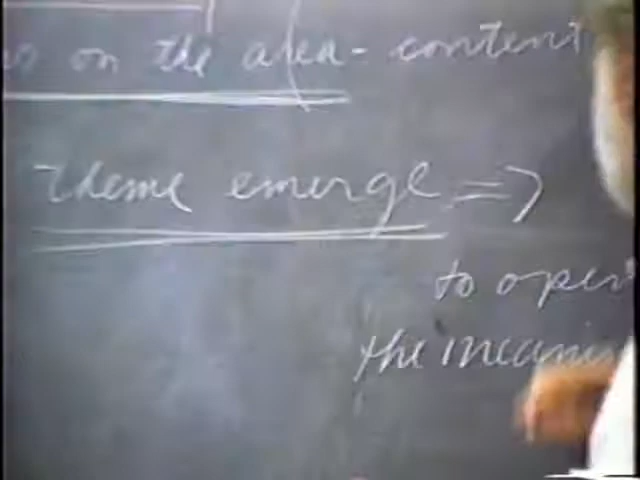 on the area - content
Theme emerge =>
to open
the meanin